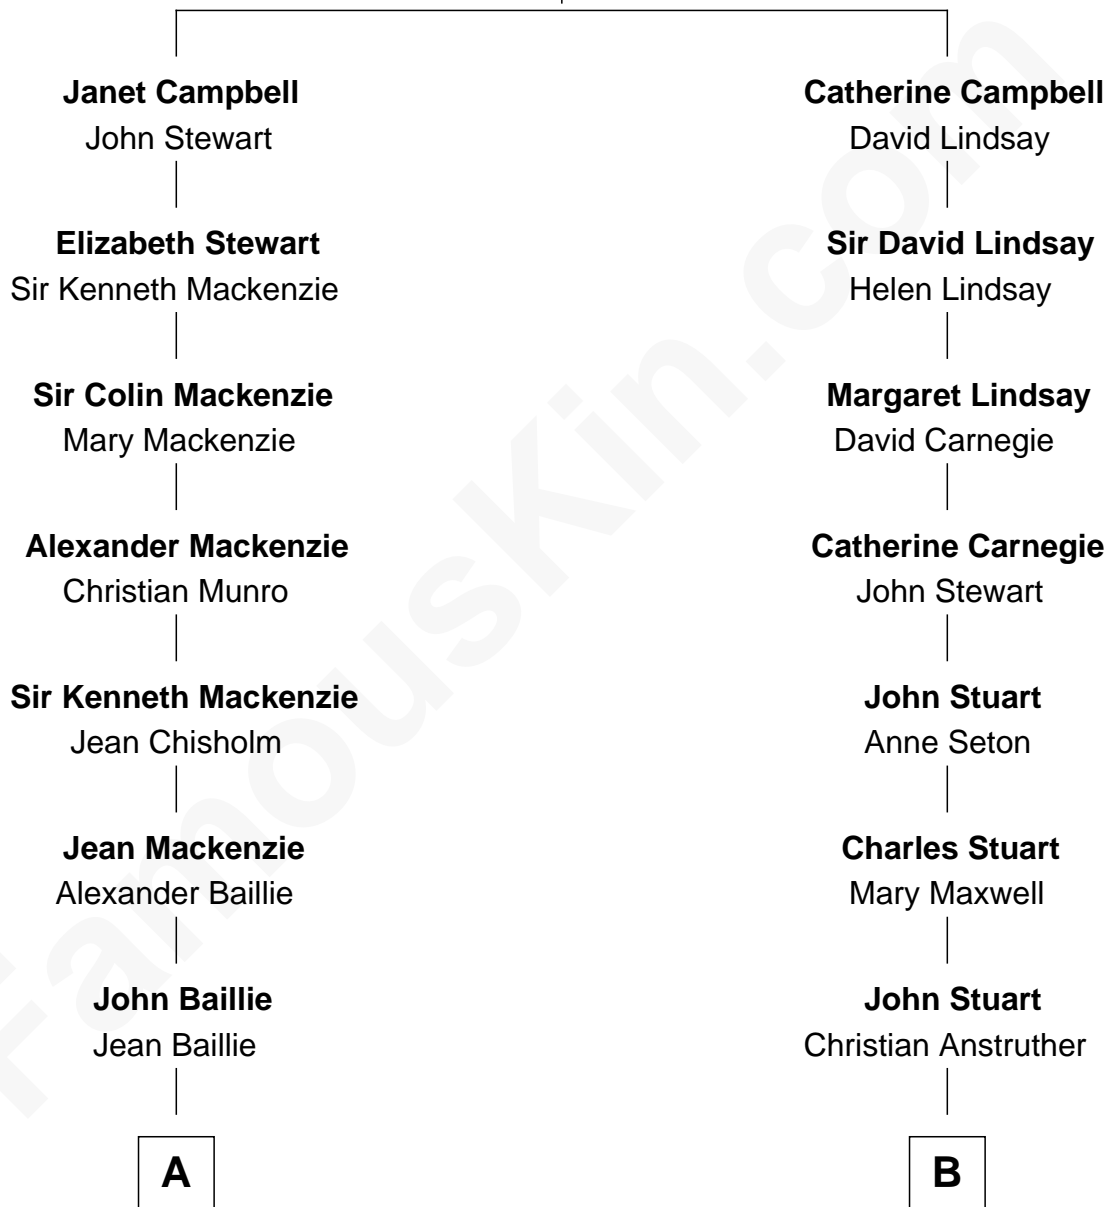 Janet Campbell
John Stewart
Elizabeth Stewart
Sir Kenneth Mackenzie
Sir Colin Mackenzie
Mary Mackenzie
Alexander Mackenzie
Christian Munro
Sir Kenneth Mackenzie
Jean Chisholm
Jean Mackenzie
Alexander Baillie
John Baillie
Jean Baillie
A
Catherine Campbell
David Lindsay
Sir David Lindsay
Helen Lindsay
Margaret Lindsay
David Carnegie
Catherine Carnegie
John Stewart
John Stuart
Anne Seton
Charles Stuart
Mary Maxwell
John Stuart
Christian Anstruther
B
FamousKin.com